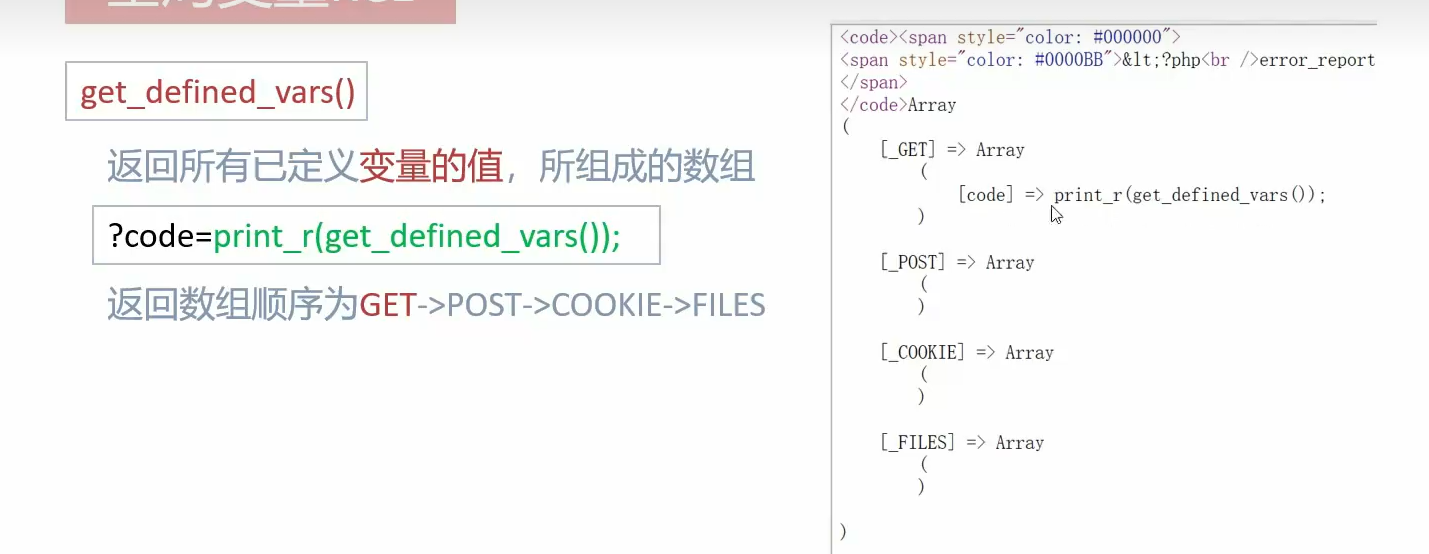 get_defined_vars()
返回所有已定义变量的值，所组成的数组
?code=print_r(get_defined_vars());
返回数组顺序为GET->POST->COOKIE->FILES
<code><span style="color: #000000">
<span style="color: #0000BB">&lt;?php<br />error_report
</span>
</code>Array
(
[_GET] => Array
(
[code] => print_r(get_defined_vars());
)
[_POST] => Array
(
)
[_COOKIE] => Array
(
)
[_FILES] => Array
(
)
)